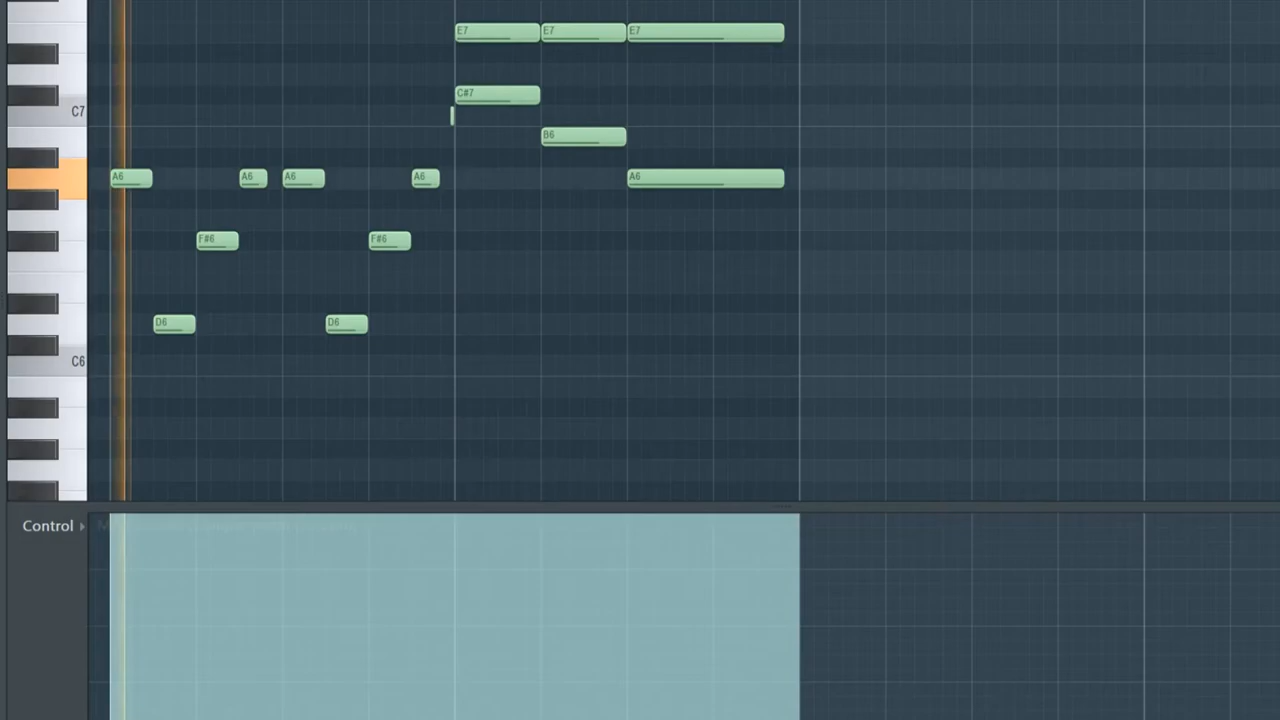 E7 E7 E7
C#7
C7
B6
A6 A6 A6 A6 A6
F#6 F#6
D6 D6
C6
Control